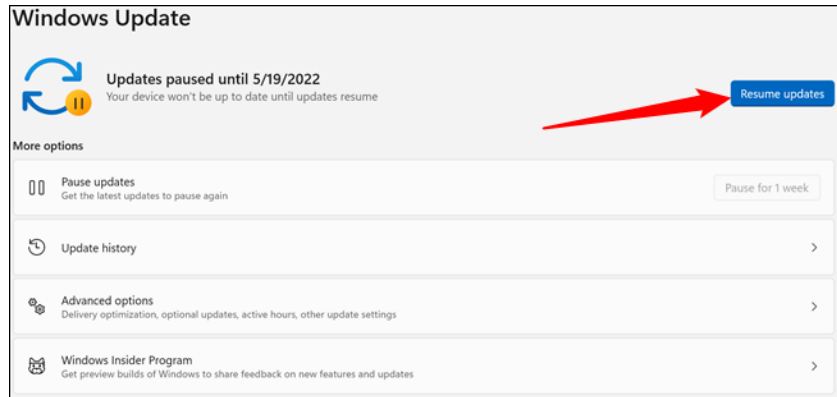 Windows Update
Updates paused until 5/19/2022
Your device won't be up to date until updates resume
Resume updates
More options
Pause updates
Get the latest updates to pause again
Pause for 1 week
Update history
Advanced options
Delivery optimization, optional updates, active hours, other update settings
Windows Insider Program
Get preview builds of Windows to share feedback on new features and updates